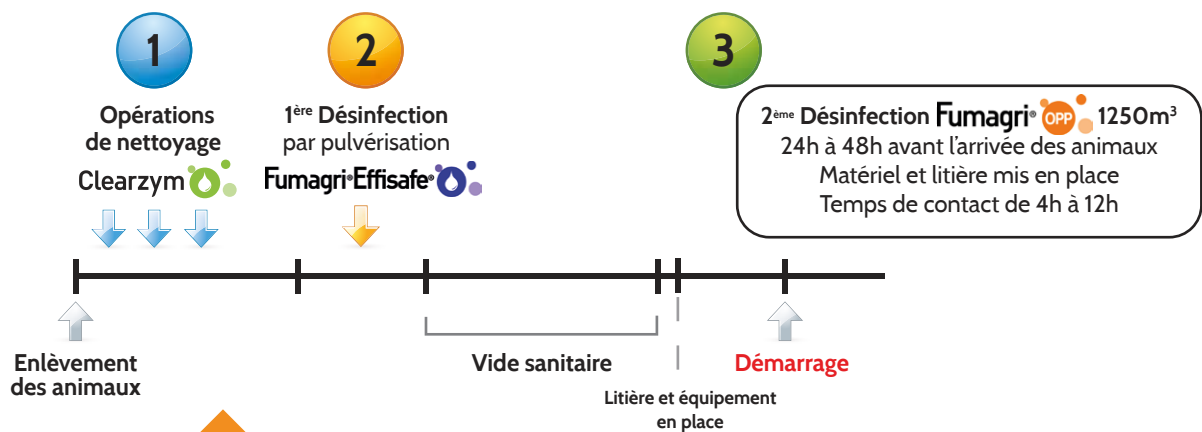 1
Opérations
de nettoyage
Clearzym
2
1ère Désinfection
par pulvérisation
Fumagri® Effisafe®
3
2ème Désinfection Fumagri® OPP 1250m³
24h à 48h avant l'arrivée des animaux
Matériel et litière mis en place
Temps de contact de 4h à 12h
Enlèvement
des animaux
Vide sanitaire
Litière et équipement
en place
Démarrage